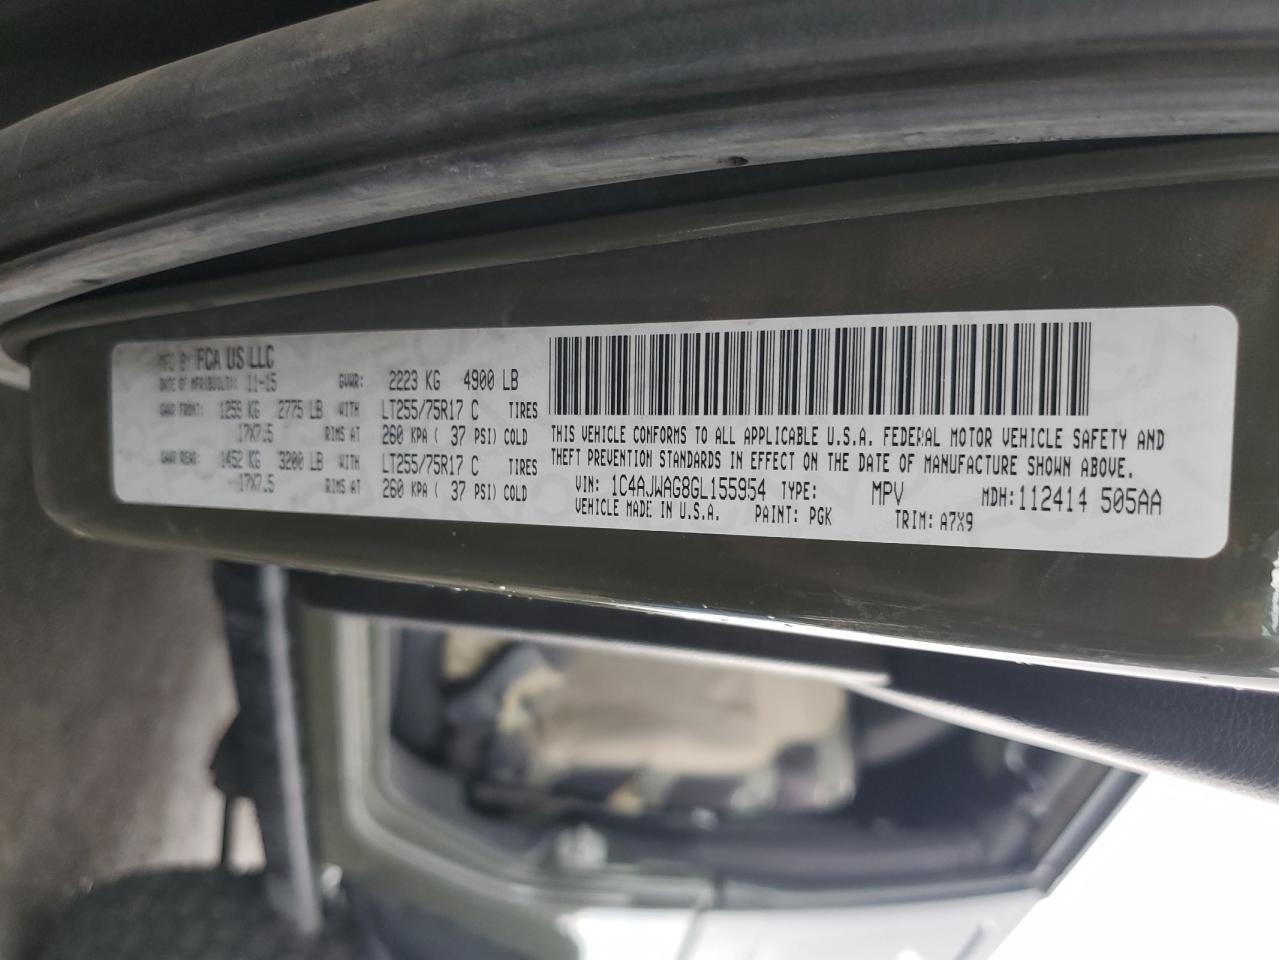 MFD BY FCA US LLC
DATE OF MFR(BUILT): 11-15 GVWR: 2223 KG 4900 LB
GAWR FRONT: 1259 KG 2775 LB WITH LT255/75R17 C TIRES
17X7.5 RIMS AT 260 KPA ( 37 PSI) COLD
GAWR REAR: 1452 KG 3200 LB WITH LT255/75R17 C TIRES
17X7.5 RIMS AT 260 KPA ( 37 PSI) COLD
THIS VEHICLE CONFORMS TO ALL APPLICABLE U.S.A. FEDERAL MOTOR VEHICLE SAFETY AND
THEFT PREVENTION STANDARDS IN EFFECT ON THE DATE OF MANUFACTURE SHOWN ABOVE.
VIN: 1C4AJWAG8GL155954 TYPE: MPV MDH:112414 505AA
VEHICLE MADE IN U.S.A. PAINT: PGK TRIM: A7X9